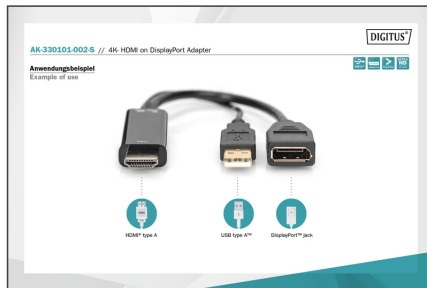 DIGITUS®
AK-330101-002-S // 4K- HDMI on DisplayPort Adapter
Anwendungsbeispiel
Example of use
HDMI® type A
USB type A™
DisplayPort™ jack